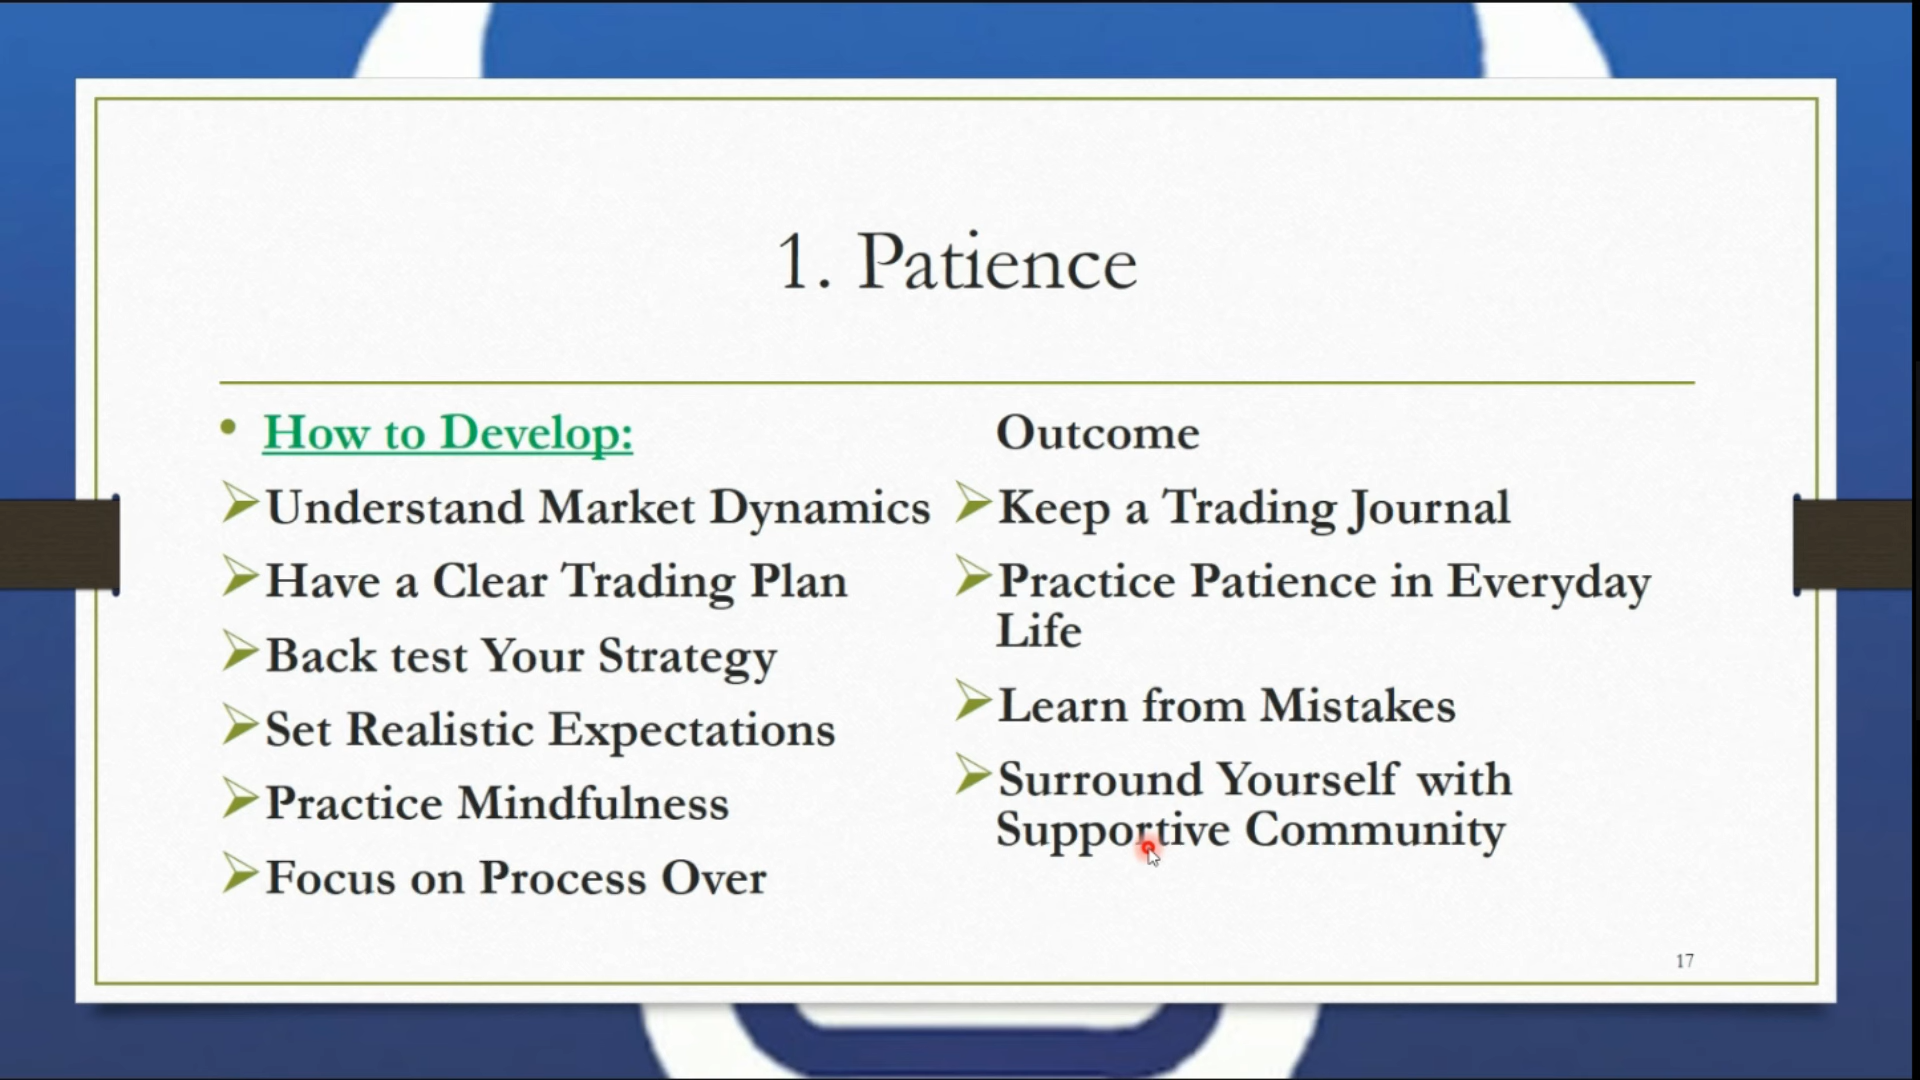 1. Patience
• How to Develop:
➢Understand Market Dynamics
➢Have a Clear Trading Plan
➢Back test Your Strategy
➢Set Realistic Expectations
➢Practice Mindfulness
➢Focus on Process Over
Outcome
➢Keep a Trading Journal
➢Practice Patience in Everyday
Life
➢Learn from Mistakes
➢Surround Yourself with
Supportive Community
17